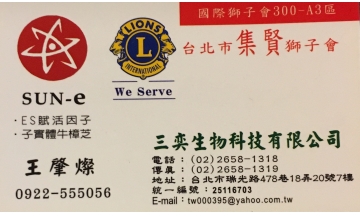 國際獅子會300-A3區
LIONS
L
INTERNATIONAL
台北市集賢獅子會
We Serve
SUN-e
・ES賦活因子
・子實體牛樟芝
王肇燦
0922-555056
三奕生物科技有限公司
電話：(02)2658-1318
傳真：(02)2658-1319
地址：台北市瑞光路478巷18弄20號7樓
統一編號：25116703
E-mail：tw000395@yahoo.com.tw